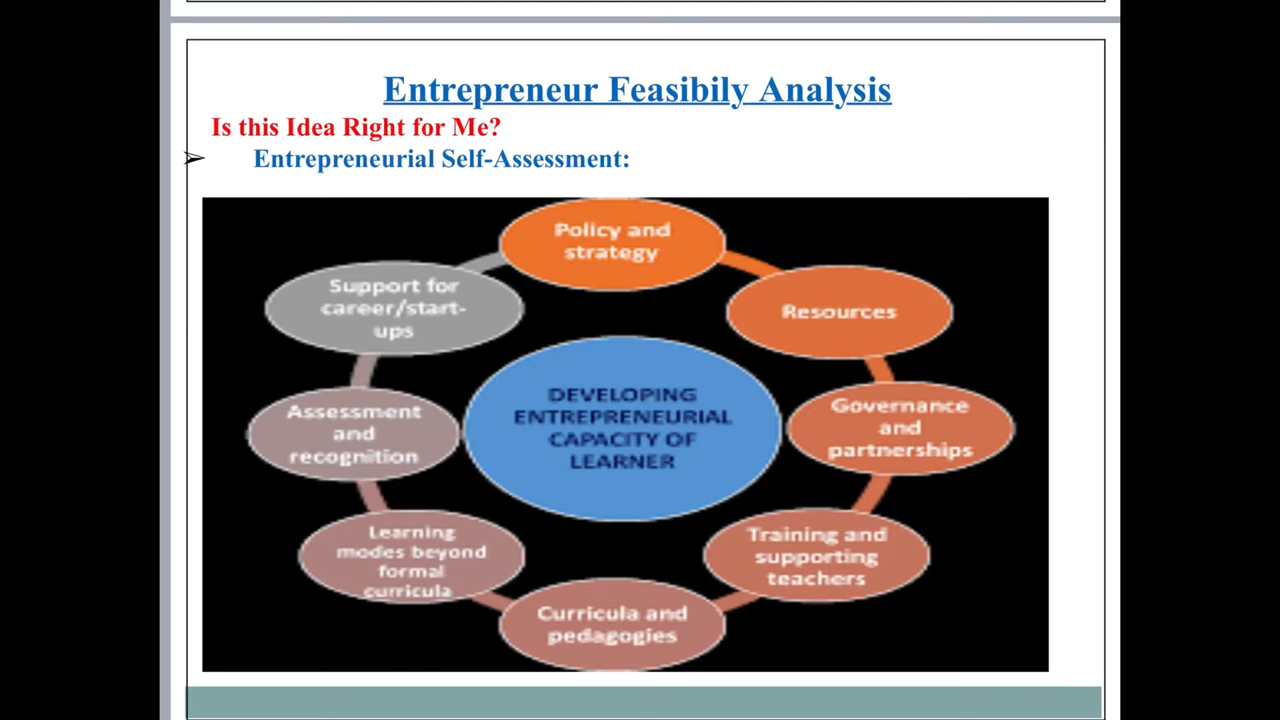 Entrepreneur Feasibily Analysis
Is this Idea Right for Me?
➢ Entrepreneurial Self-Assessment:
Policy and
strategy
Resources
Governance
and
partnerships
Training and
supporting
teachers
Curricula and
pedagogies
Learning
modes beyond
formal
curricula
Assessment
and
recognition
Support for
career/start-
ups
DEVELOPING
ENTREPRENEURIAL
CAPACITY OF
LEARNER